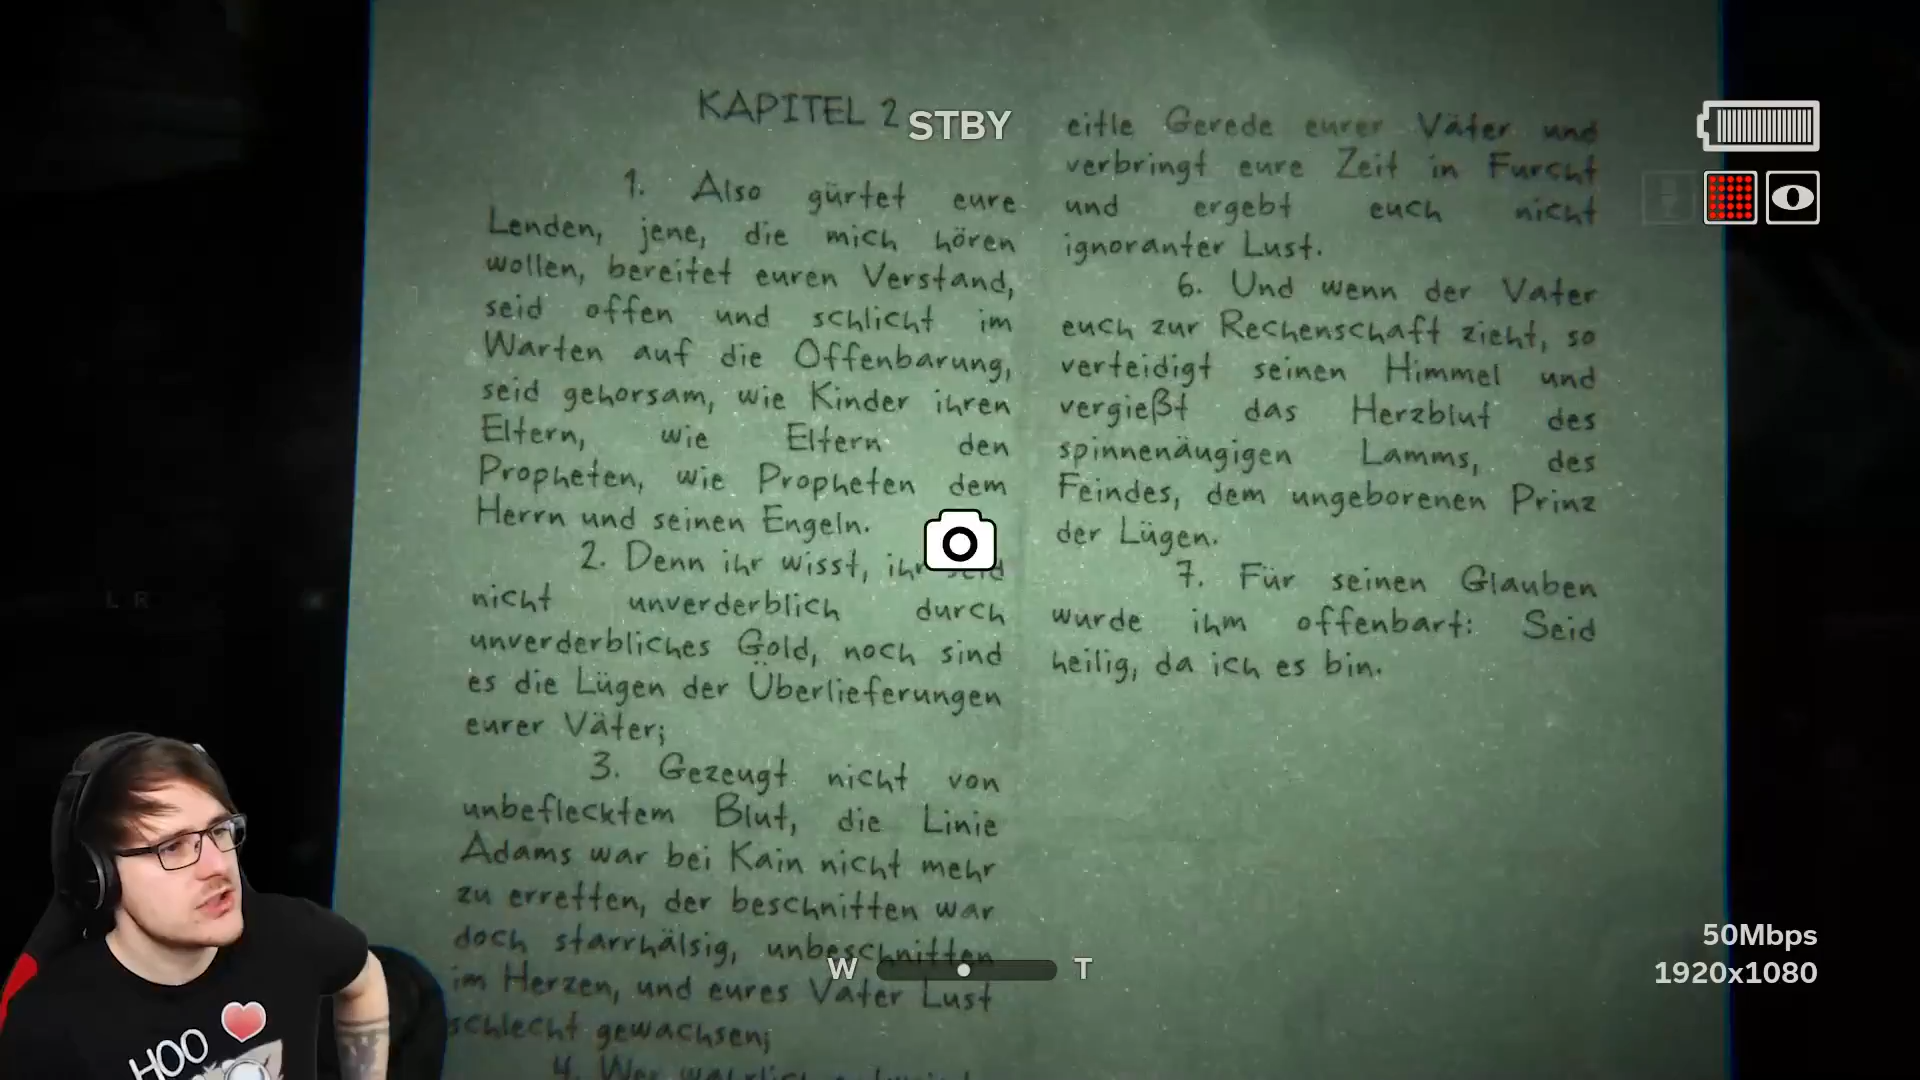 KAPITEL 2
STBY
1. Also gürtet eure
Lenden, jene, die mich hören
wollen, bereitet euren Verstand,
seid offen und schlicht im
Warten auf die Offenbarung,
seid gehorsam, wie Kinder ihren
Eltern, wie Eltern den
Propheten, wie Propheten dem
Herrn und seinen Engeln.
2. Denn ihr wisst, ihr seid
nicht unverderblich durch
unverderbliches Gold, noch sind
es die Lügen der Überlieferungen
eurer Väter;
3. Gezeugt nicht von
unbeflecktem Blut, die Linie
Adams war bei Kain nicht mehr
zu erretten, der beschnitten war
doch starrhälsig, unbeschnitten
im Herzen, und eures Vater Lust
schlecht gewachsen;
4. Wer wahrlich
eitle Gerede eurer Väter und
verbringt eure Zeit in Furcht
und ergebt euch nicht
ignoranter Lust.
6. Und wenn der Vater
euch zur Rechenschaft zieht, so
verteidigt seinen Himmel und
vergießt das Herzblut des
spinnenäugigen Lamms, des
Feindes, dem ungeborenen Prinz
der Lügen.
7. Für seinen Glauben
wurde ihm offenbart: Seid
heilig, da ich es bin.
L R
W T
50Mbps
1920x1080
HOO